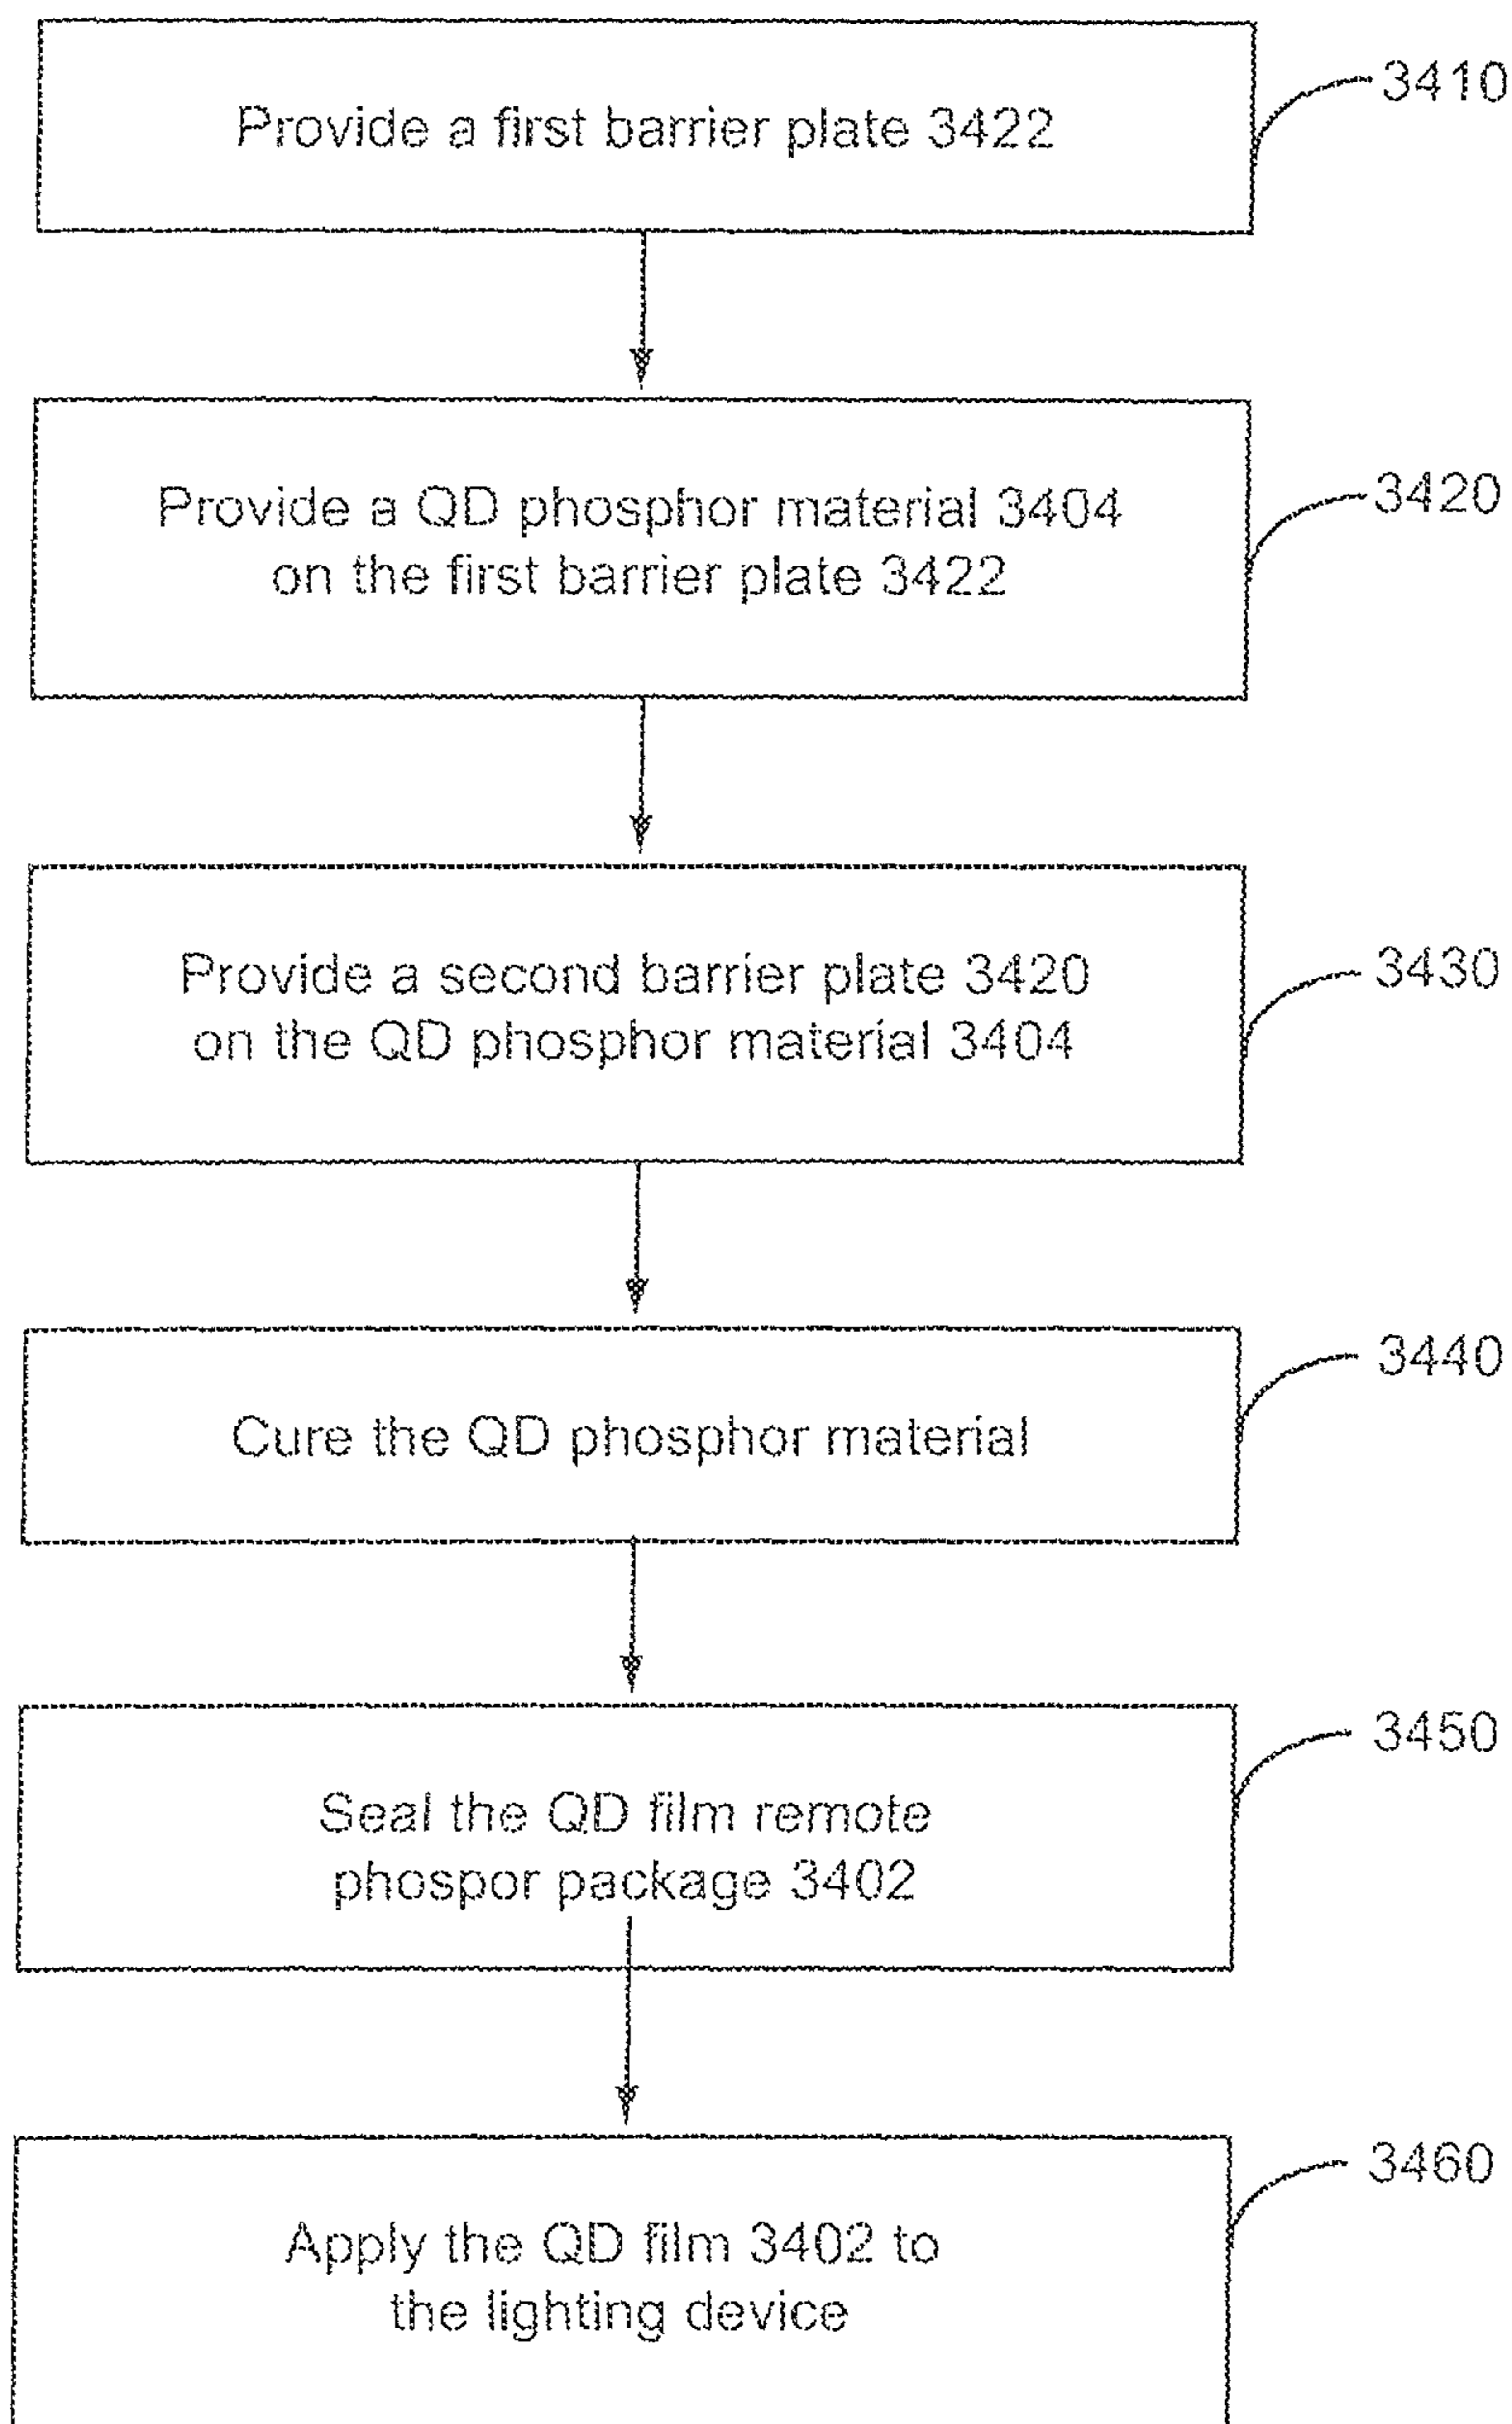 Provide a first barrier plate 3422
3410
Provide a QD phosphor material 3404
on the first barrier plate 3422
3420
Provide a second barrier plate 3420
on the QD phosphor material 3404
3430
Cure the QD phosphor material
3440
Seal the QD film remote
phospor package 3402
3450
Apply the QD film 3402 to
the lighting device
3460